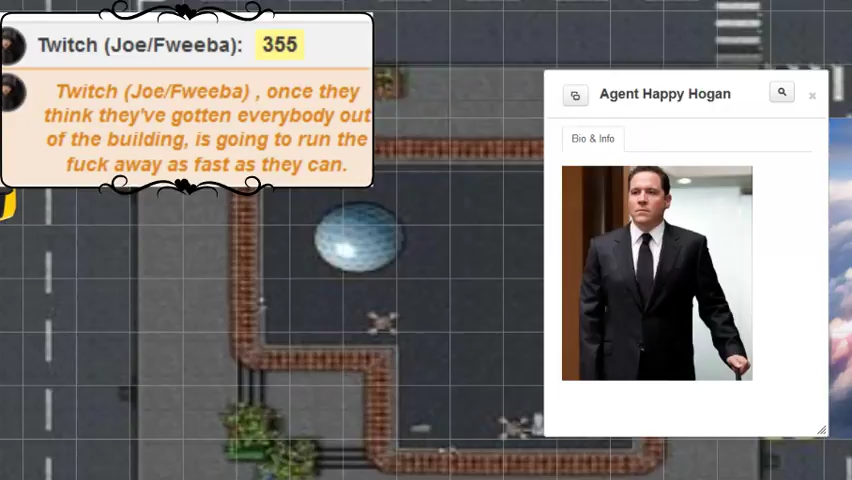 Twitch (Joe/Fweeba): 355
Twitch (Joe/Fweeba) , once they
think they've gotten everybody out
of the building, is going to run the
fuck away as fast as they can.
Agent Happy Hogan
Bio & Info